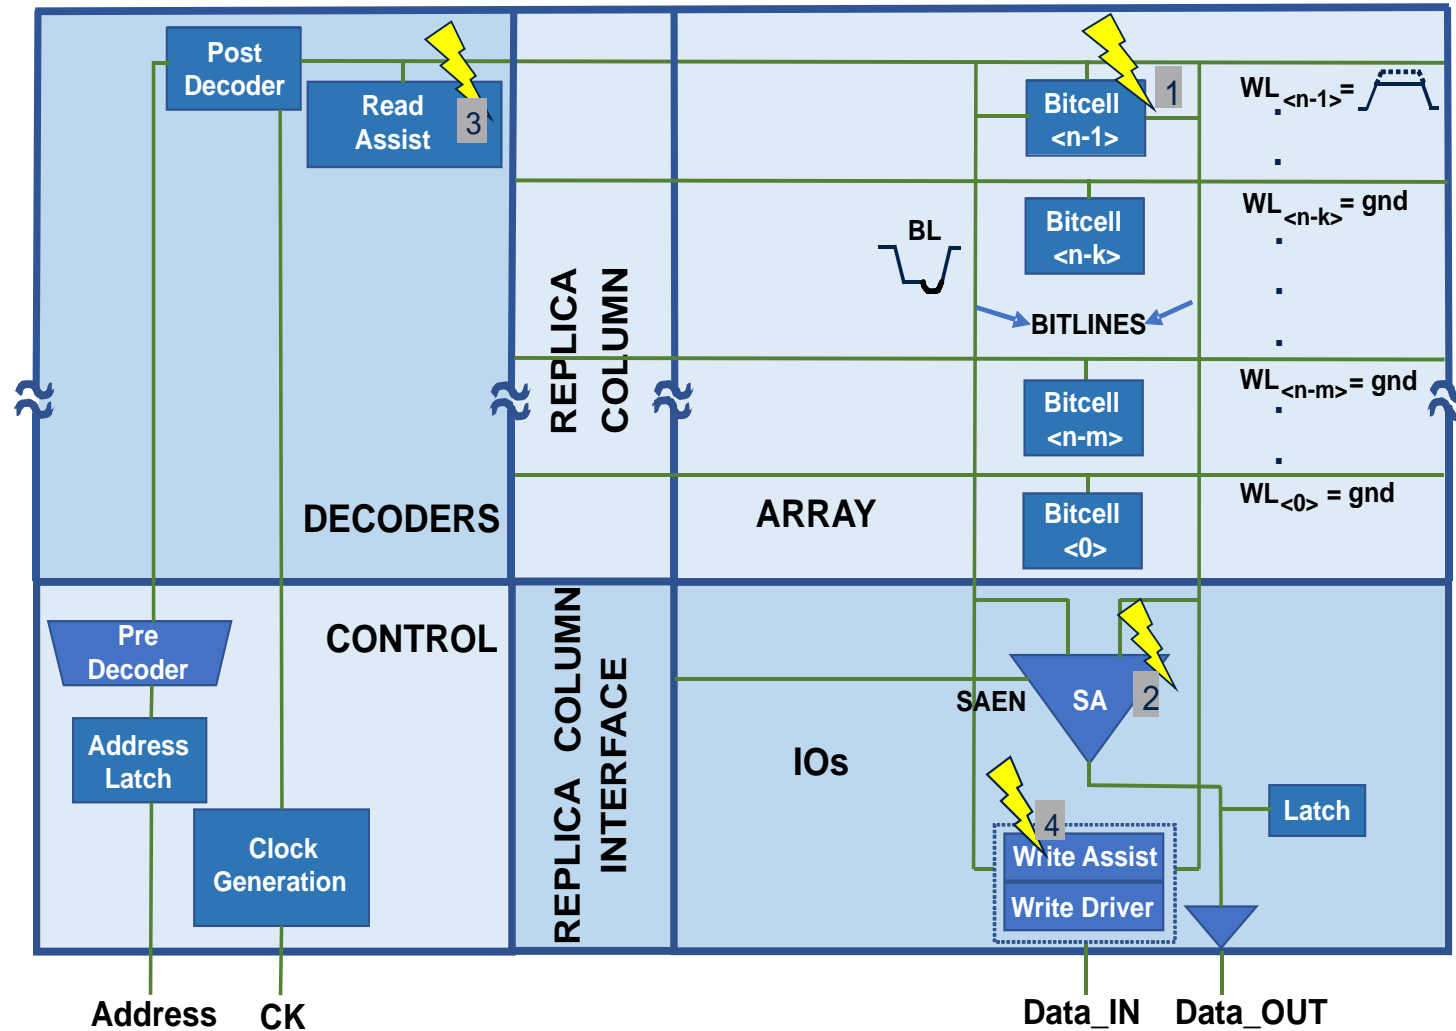 Post
Decoder
Read
Assist
3
1
Bitcell
<n-1>
WL<n-1>=
Bitcell
<n-k>
WL<n-k>= gnd
BL
BITLINES
REPLICA
COLUMN
Bitcell
<n-m>
WL<n-m>= gnd
DECODERS
ARRAY
Bitcell
<0>
WL<0> = gnd
Pre
Decoder
CONTROL
Address
Latch
Clock
Generation
REPLICA COLUMN
INTERFACE
SAEN
SA
2
IOs
4
Write Assist
Write Driver
Latch
Address
CK
Data_IN
Data_OUT